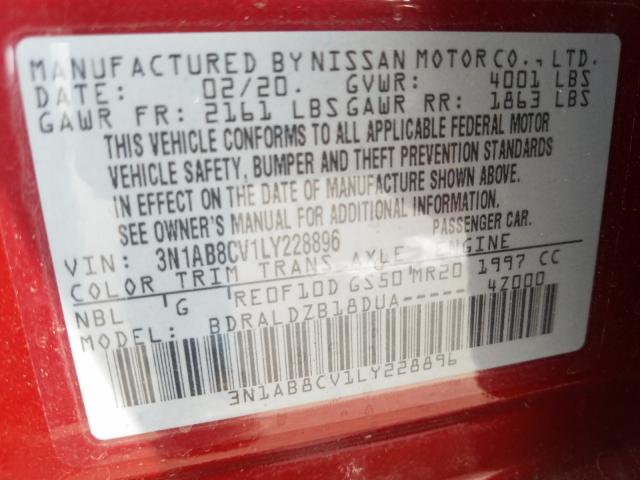 MANUFACTURED BY NISSAN MOTOR CO., LTD.
DATE: 02/20. GVWR: 4001 LBS
GAWR FR: 2161 LBS GAWR RR: 1863 LBS
THIS VEHICLE CONFORMS TO ALL APPLICABLE FEDERAL MOTOR
VEHICLE SAFETY, BUMPER AND THEFT PREVENTION STANDARDS
IN EFFECT ON THE DATE OF MANUFACTURE SHOWN ABOVE.
SEE OWNER'S MANUAL FOR ADDITIONAL INFORMATION.
VIN: 3N1AB8CV1LY228896 PASSENGER CAR.
COLOR TRIM TRANS AXLE ENGINE
NBL G RE0F10D GS50 MR20 1997 CC
MODEL: BDRALDZB18DUA----- 4Z000
3N1AB8CV1LY228896